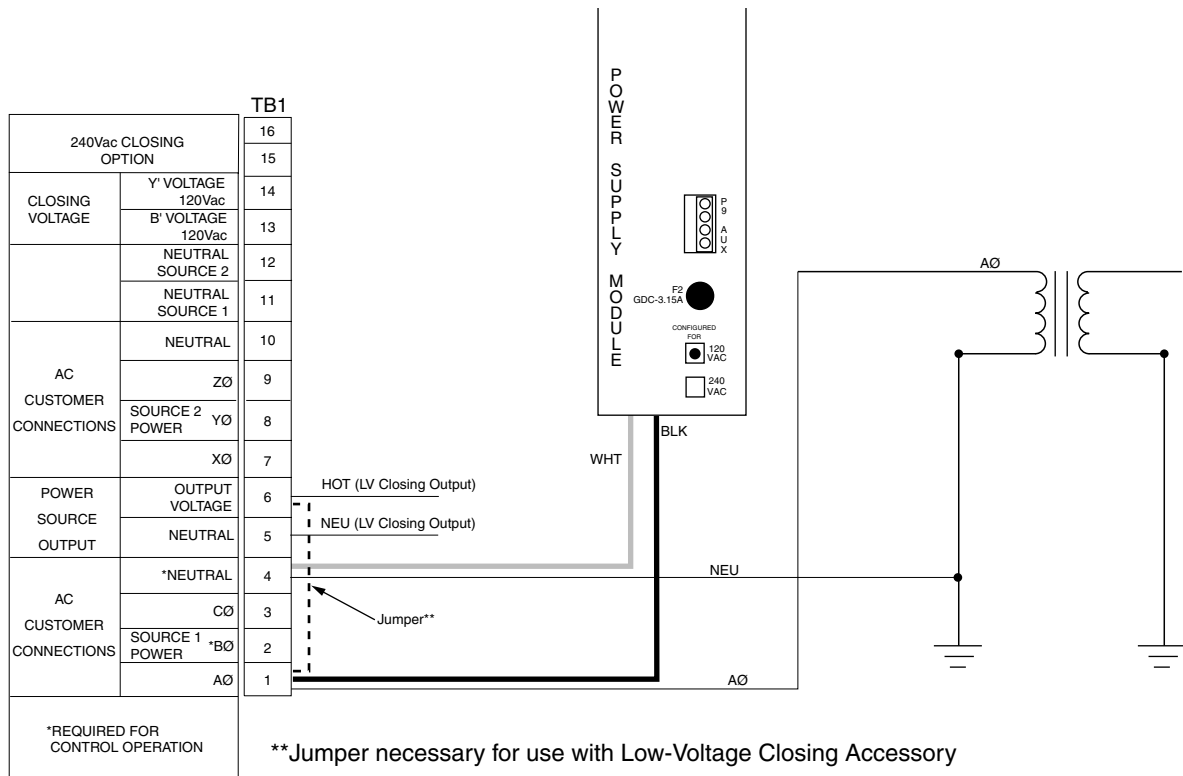 TB1
16
240Vac CLOSING
OPTION
15
CLOSING
VOLTAGE
Y' VOLTAGE
120Vac
14
B' VOLTAGE
120Vac
13
NEUTRAL
SOURCE 2
12
NEUTRAL
SOURCE 1
11
NEUTRAL
10
AC
CUSTOMER
CONNECTIONS
ZØ
9
SOURCE 2
POWER
YØ
8
XØ
7
POWER
SOURCE
OUTPUT
OUTPUT
VOLTAGE
6
NEUTRAL
5
AC
CUSTOMER
CONNECTIONS
*NEUTRAL
4
CØ
3
SOURCE 1
POWER
*BØ
2
AØ
1
*REQUIRED FOR
CONTROL OPERATION
HOT (LV Closing Output)
NEU (LV Closing Output)
Jumper**
POWER SUPPLY MODULE
P9 AUX
F2
GDC-3.15A
CONFIGURED
FOR
120
VAC
240
VAC
WHT
BLK
AØ
NEU
AØ
**Jumper necessary for use with Low-Voltage Closing Accessory